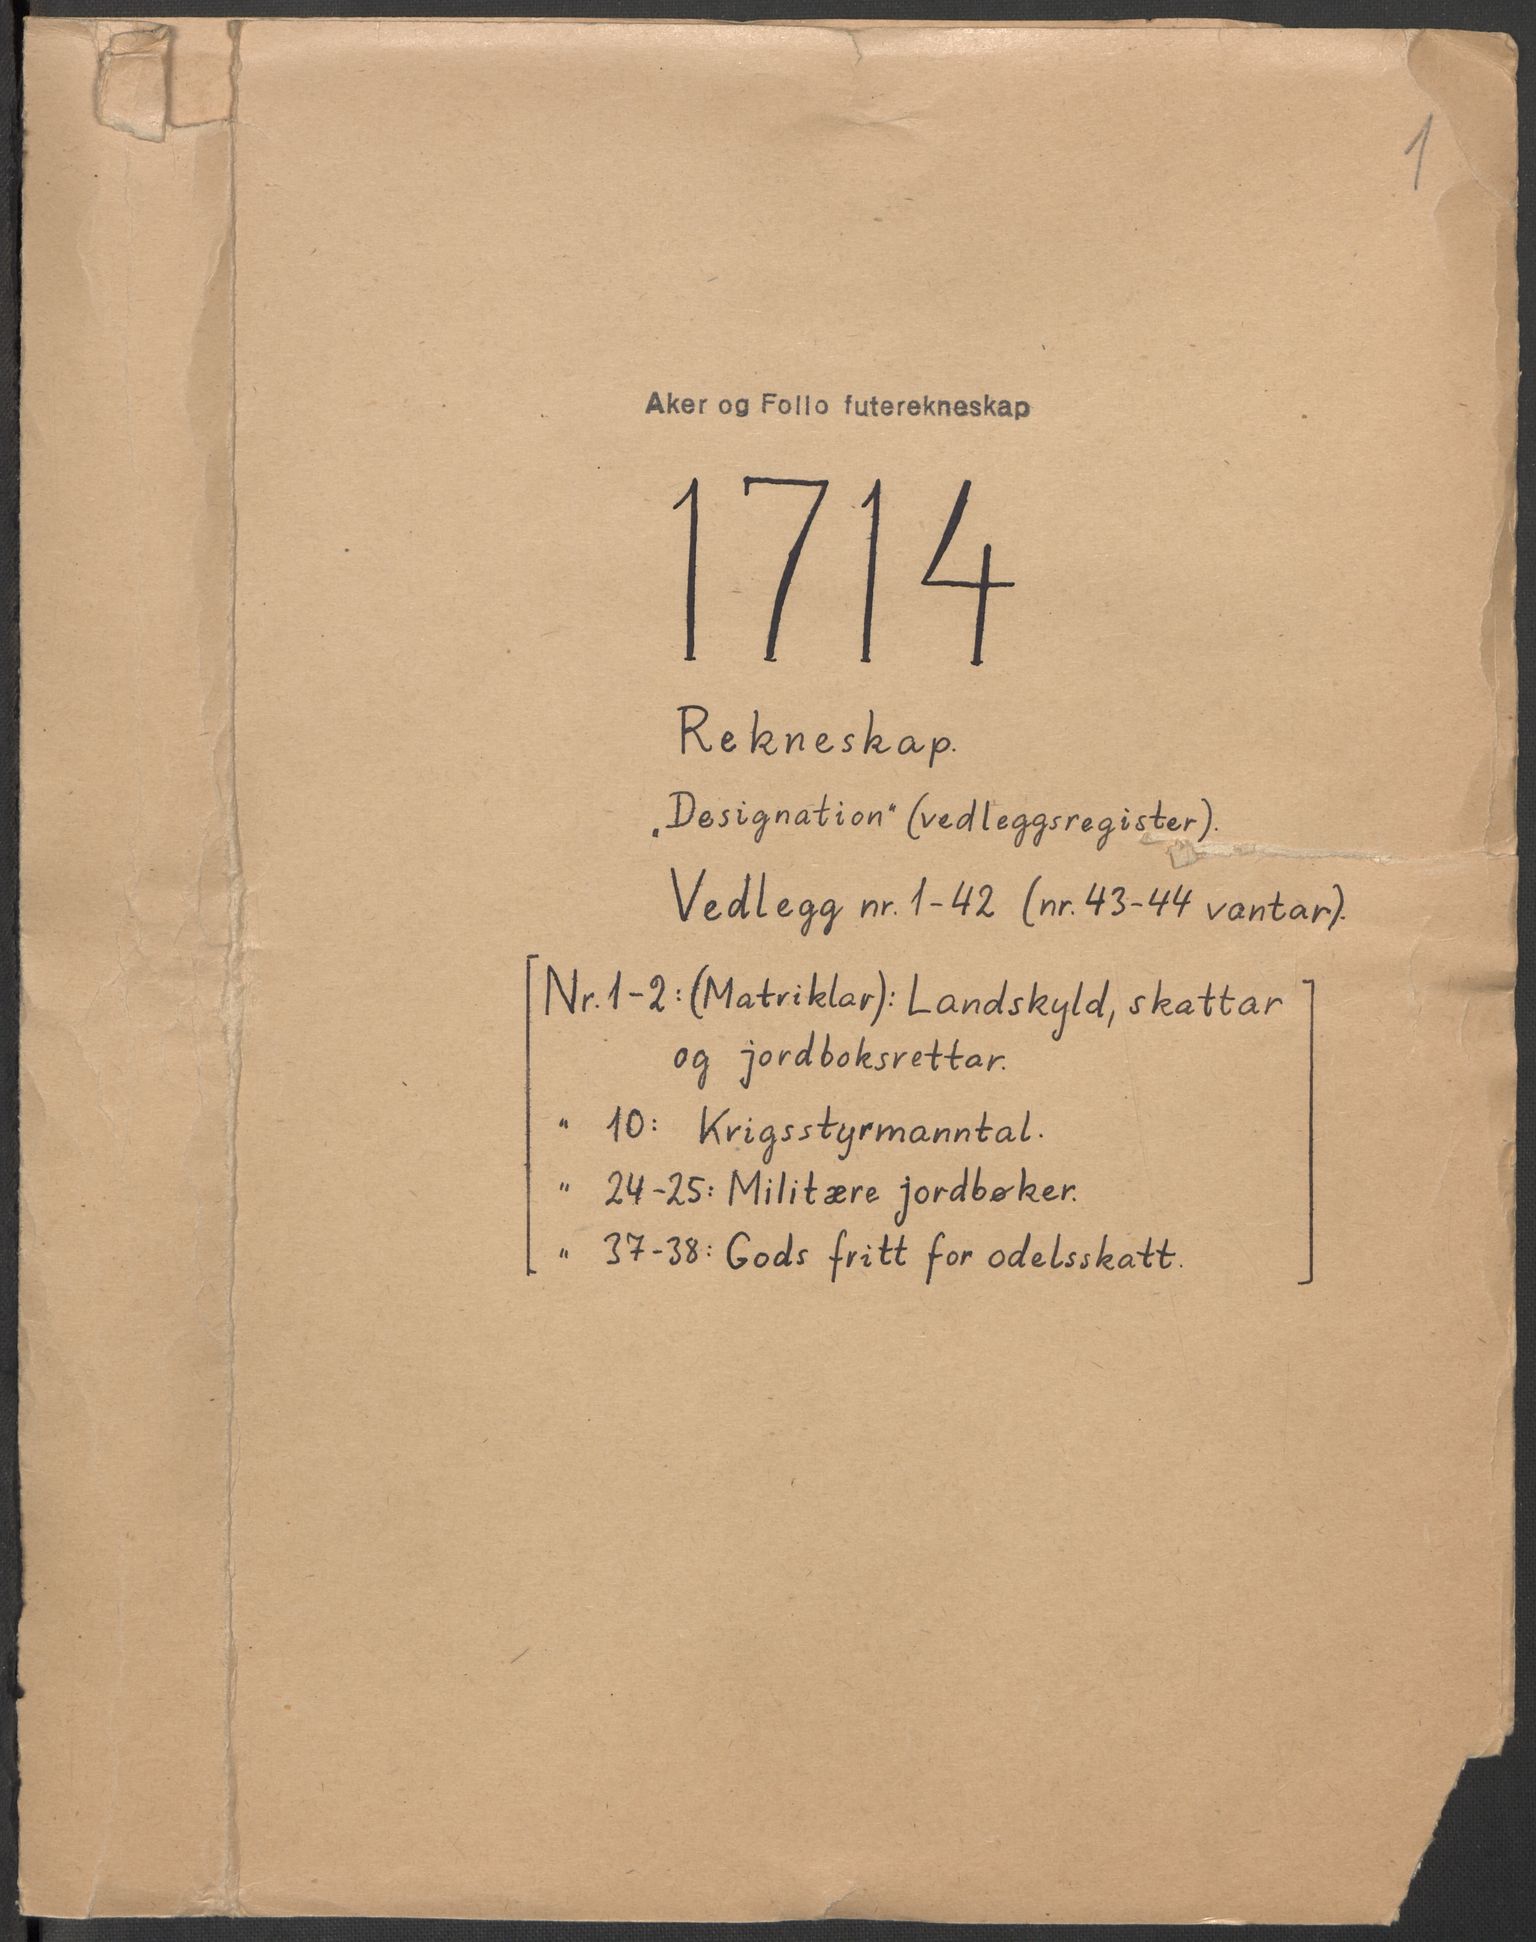 1
Aker og Follo futerekneskap
1714
Rekneskap.
„Designation“ (vedleggsregister).
Vedlegg nr. 1-42 (nr. 43-44 vantar).
[Nr. 1-2: (Matriklar): Landskyld, skattar
og jordboksrettar.
" 10: Krigsstyrmanntal.
" 24-25: Militære jordbøker.
" 37-38: Gods fritt for odelsskatt.]